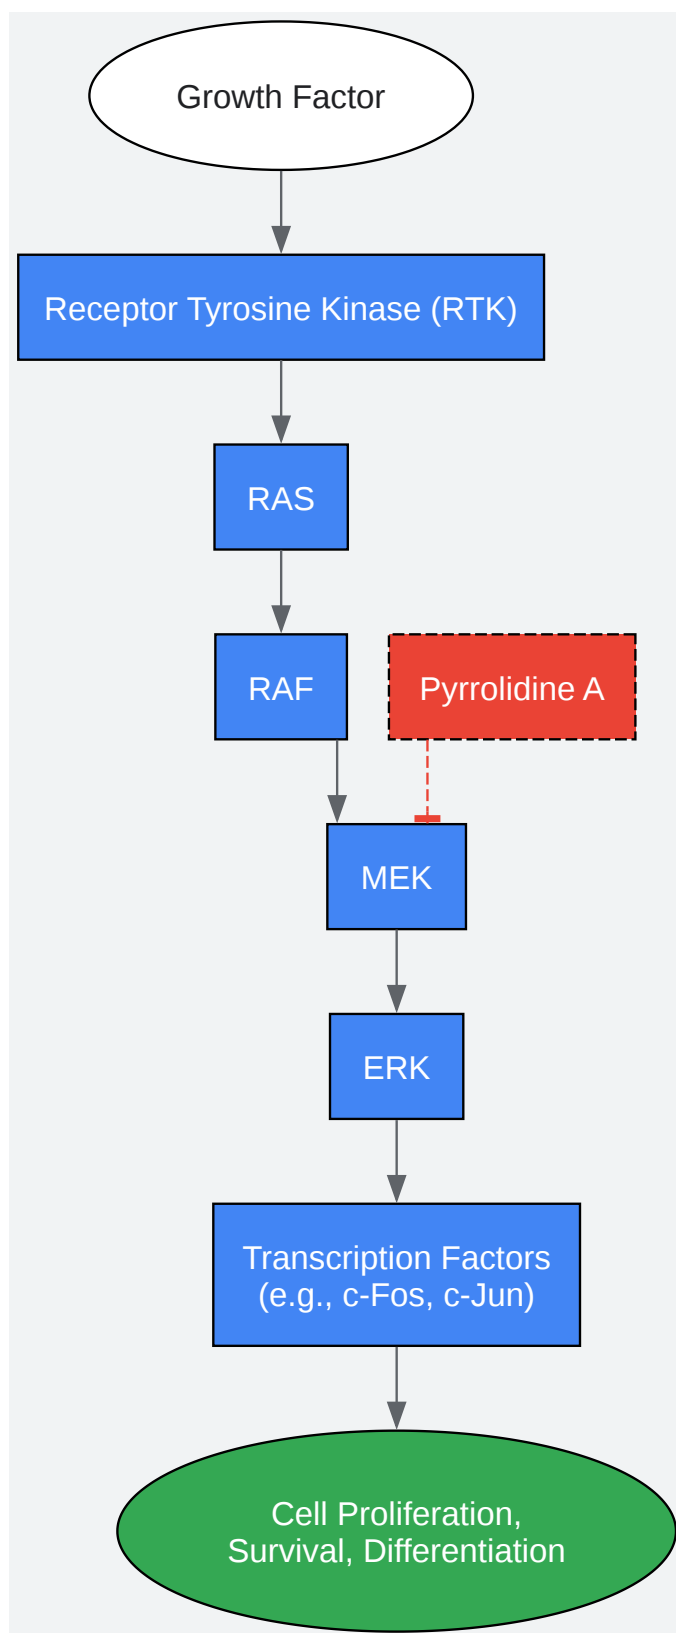 Growth Factor
Receptor Tyrosine Kinase (RTK)
RAS
RAF
Pyrrolidine A
MEK
ERK
Transcription Factors
(e.g., c-Fos, c-Jun)
Cell Proliferation,
Survival, Differentiation